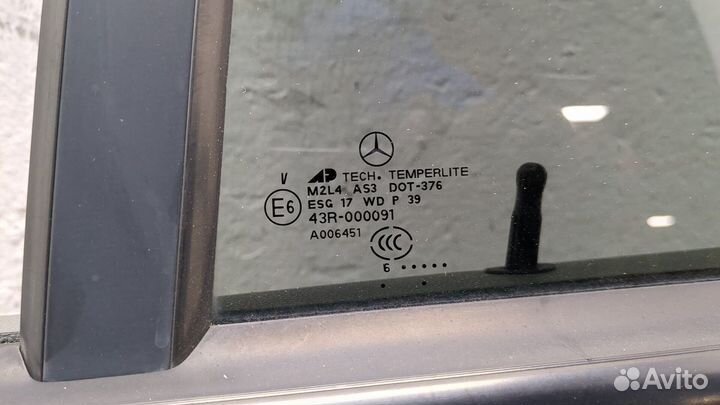 V
AP TECH. TEMPERLITE
M2L4 AS3 DOT-376
E6 ESG 17 WD P 39
43R-000091
A006451
CCC
6 .....
. .
Avito